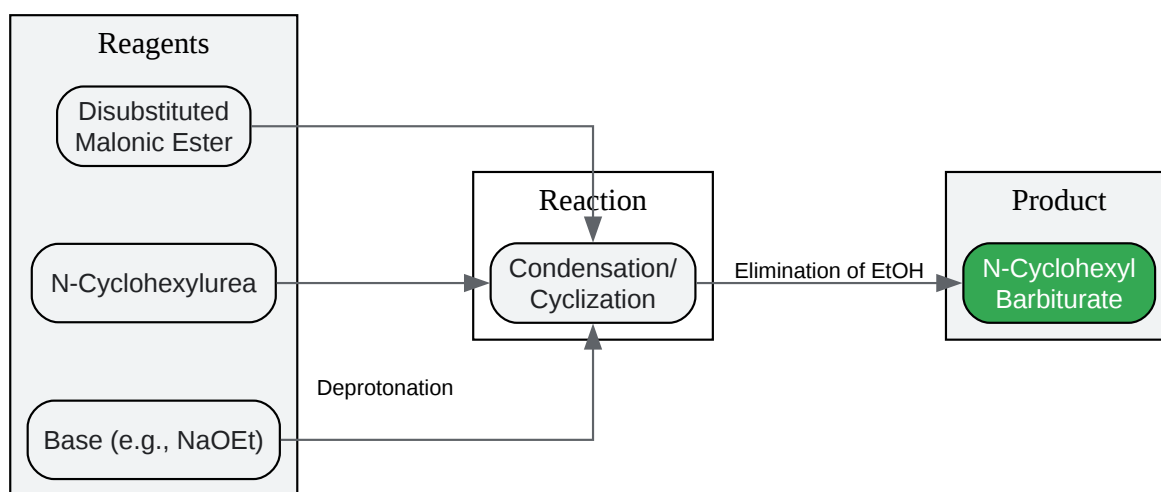 Reagents
Disubstituted
Malonic Ester
N-Cyclohexylurea
Base (e.g., NaOEt)
Deprotonation
Reaction
Condensation/
Cyclization
Elimination of EtOH
Product
N-Cyclohexyl
Barbiturate